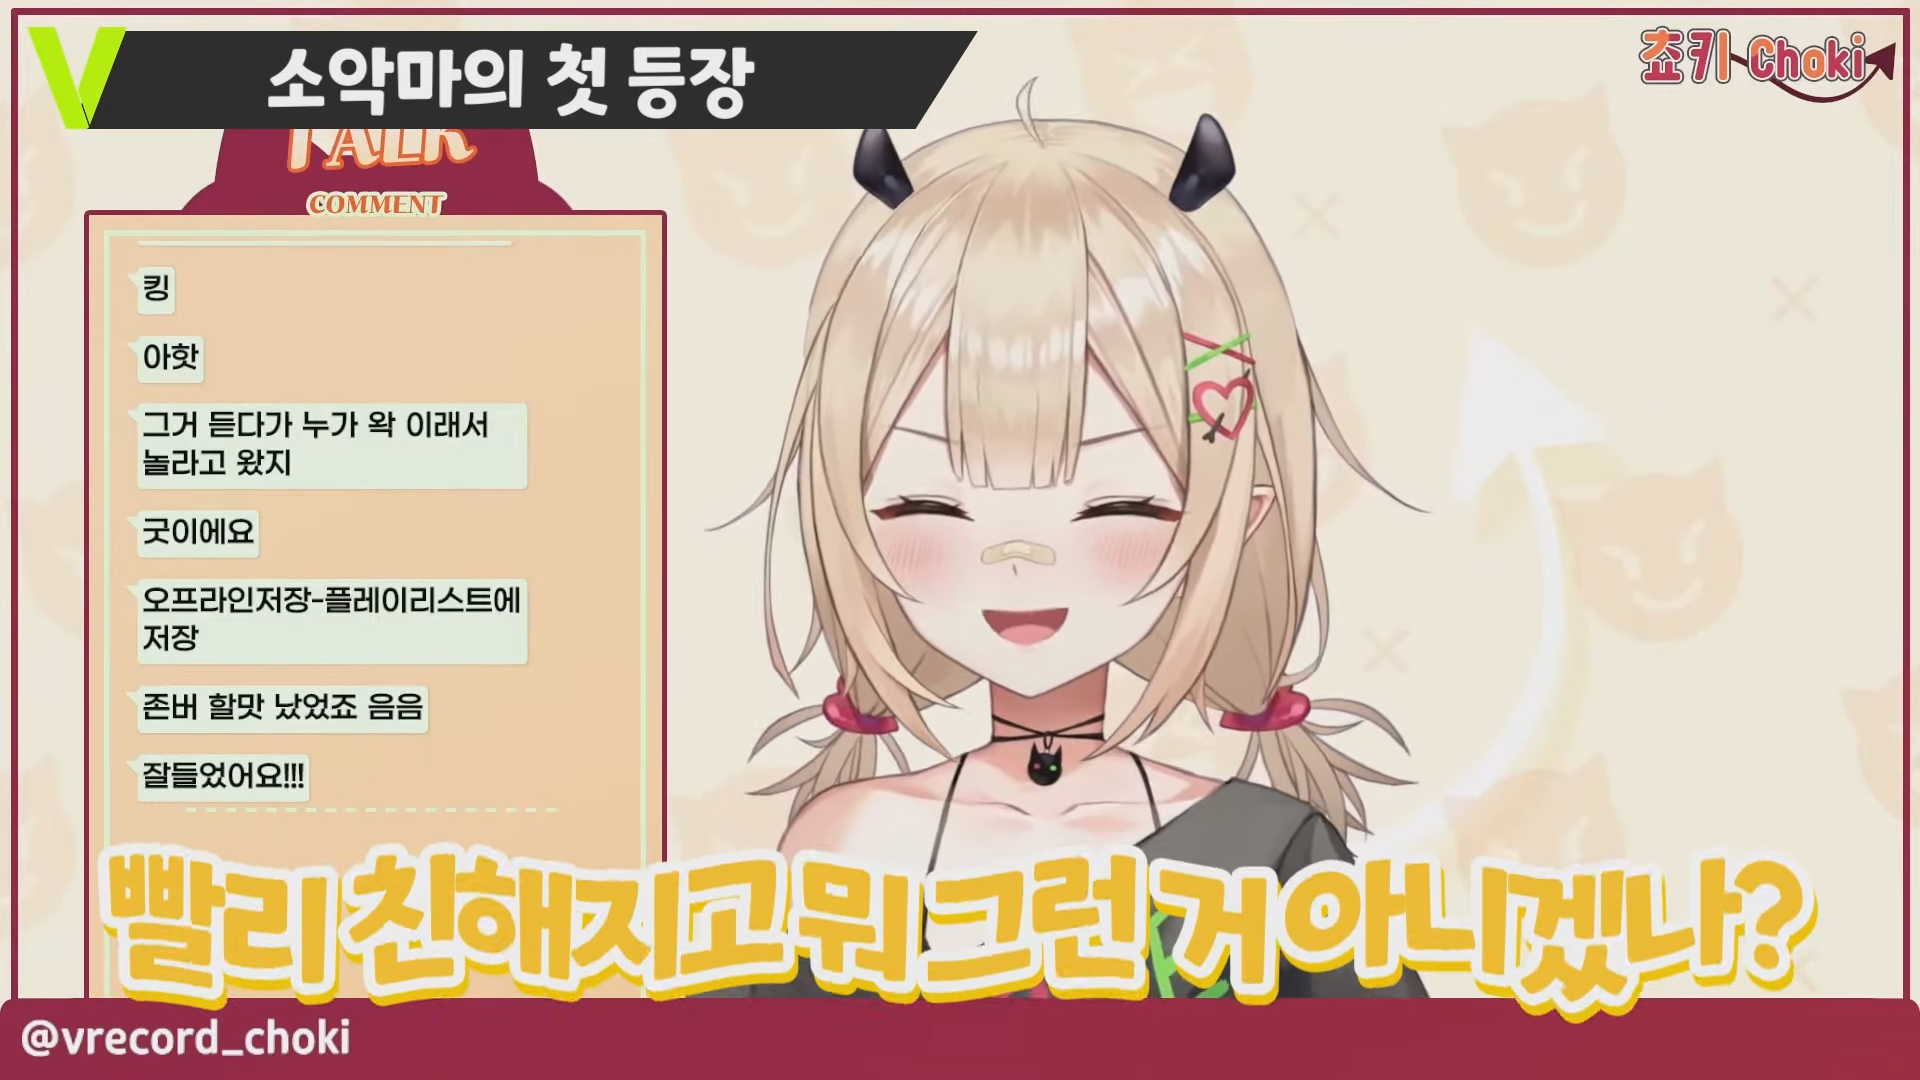 소악마의 첫 등장
쵸키 Choki
TALK
COMMENT
킹
아핫
그거 듣다가 누가 왁 이래서
놀라고 왔지
굿이에요
오프라인저장-플레이리스트에
저장
존버 할맛 났었죠 음음
잘들었어요!!!
빨리 친해지고 뭐 그런 거 아니겠나?
@vrecord_choki